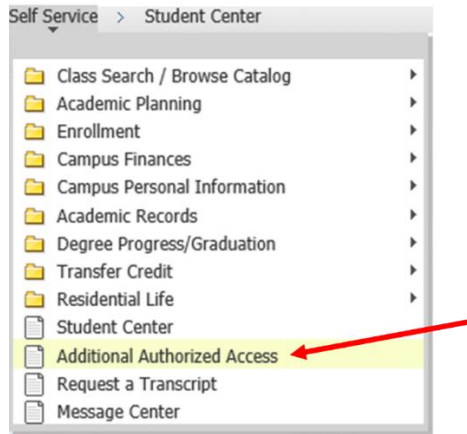 Self Service > Student Center
Class Search / Browse Catalog
Academic Planning
Enrollment
Campus Finances
Campus Personal Information
Academic Records
Degree Progress/Graduation
Transfer Credit
Residential Life
Student Center
Additional Authorized Access
Request a Transcript
Message Center